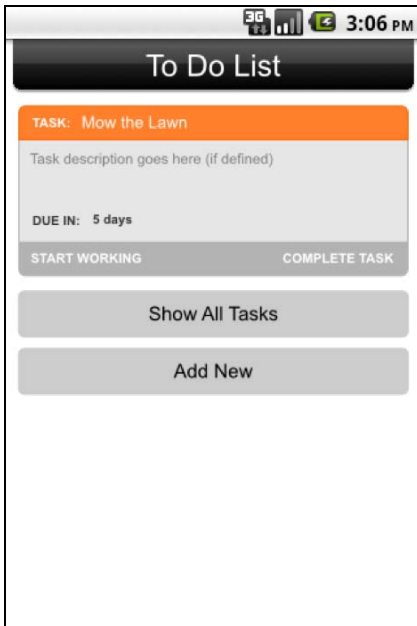 3G 3:06 PM
To Do List
TASK: Mow the Lawn
Task description goes here (if defined)
DUE IN: 5 days
START WORKING COMPLETE TASK
Show All Tasks
Add New